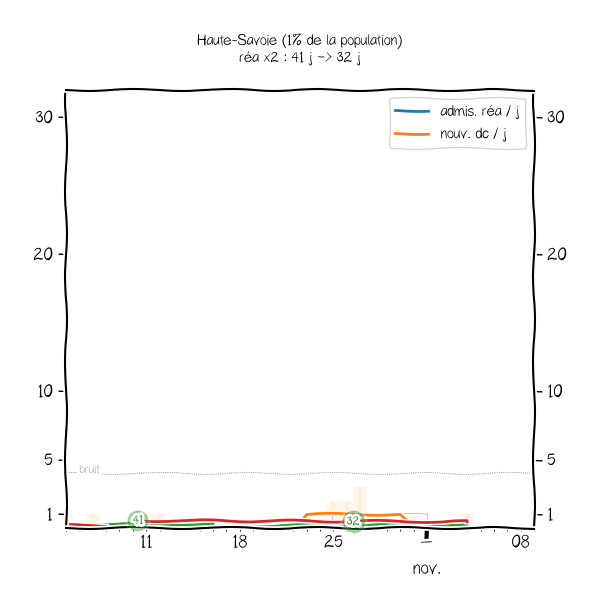 Haute-Savoie (1% de la population)
réa x2 : 41 j -> 32 j
admis. réa / j
nouv. dc / j
30
30
20
20
10
10
5
bruit
5
1
41
32
1
11
18
25
1
08
nov.